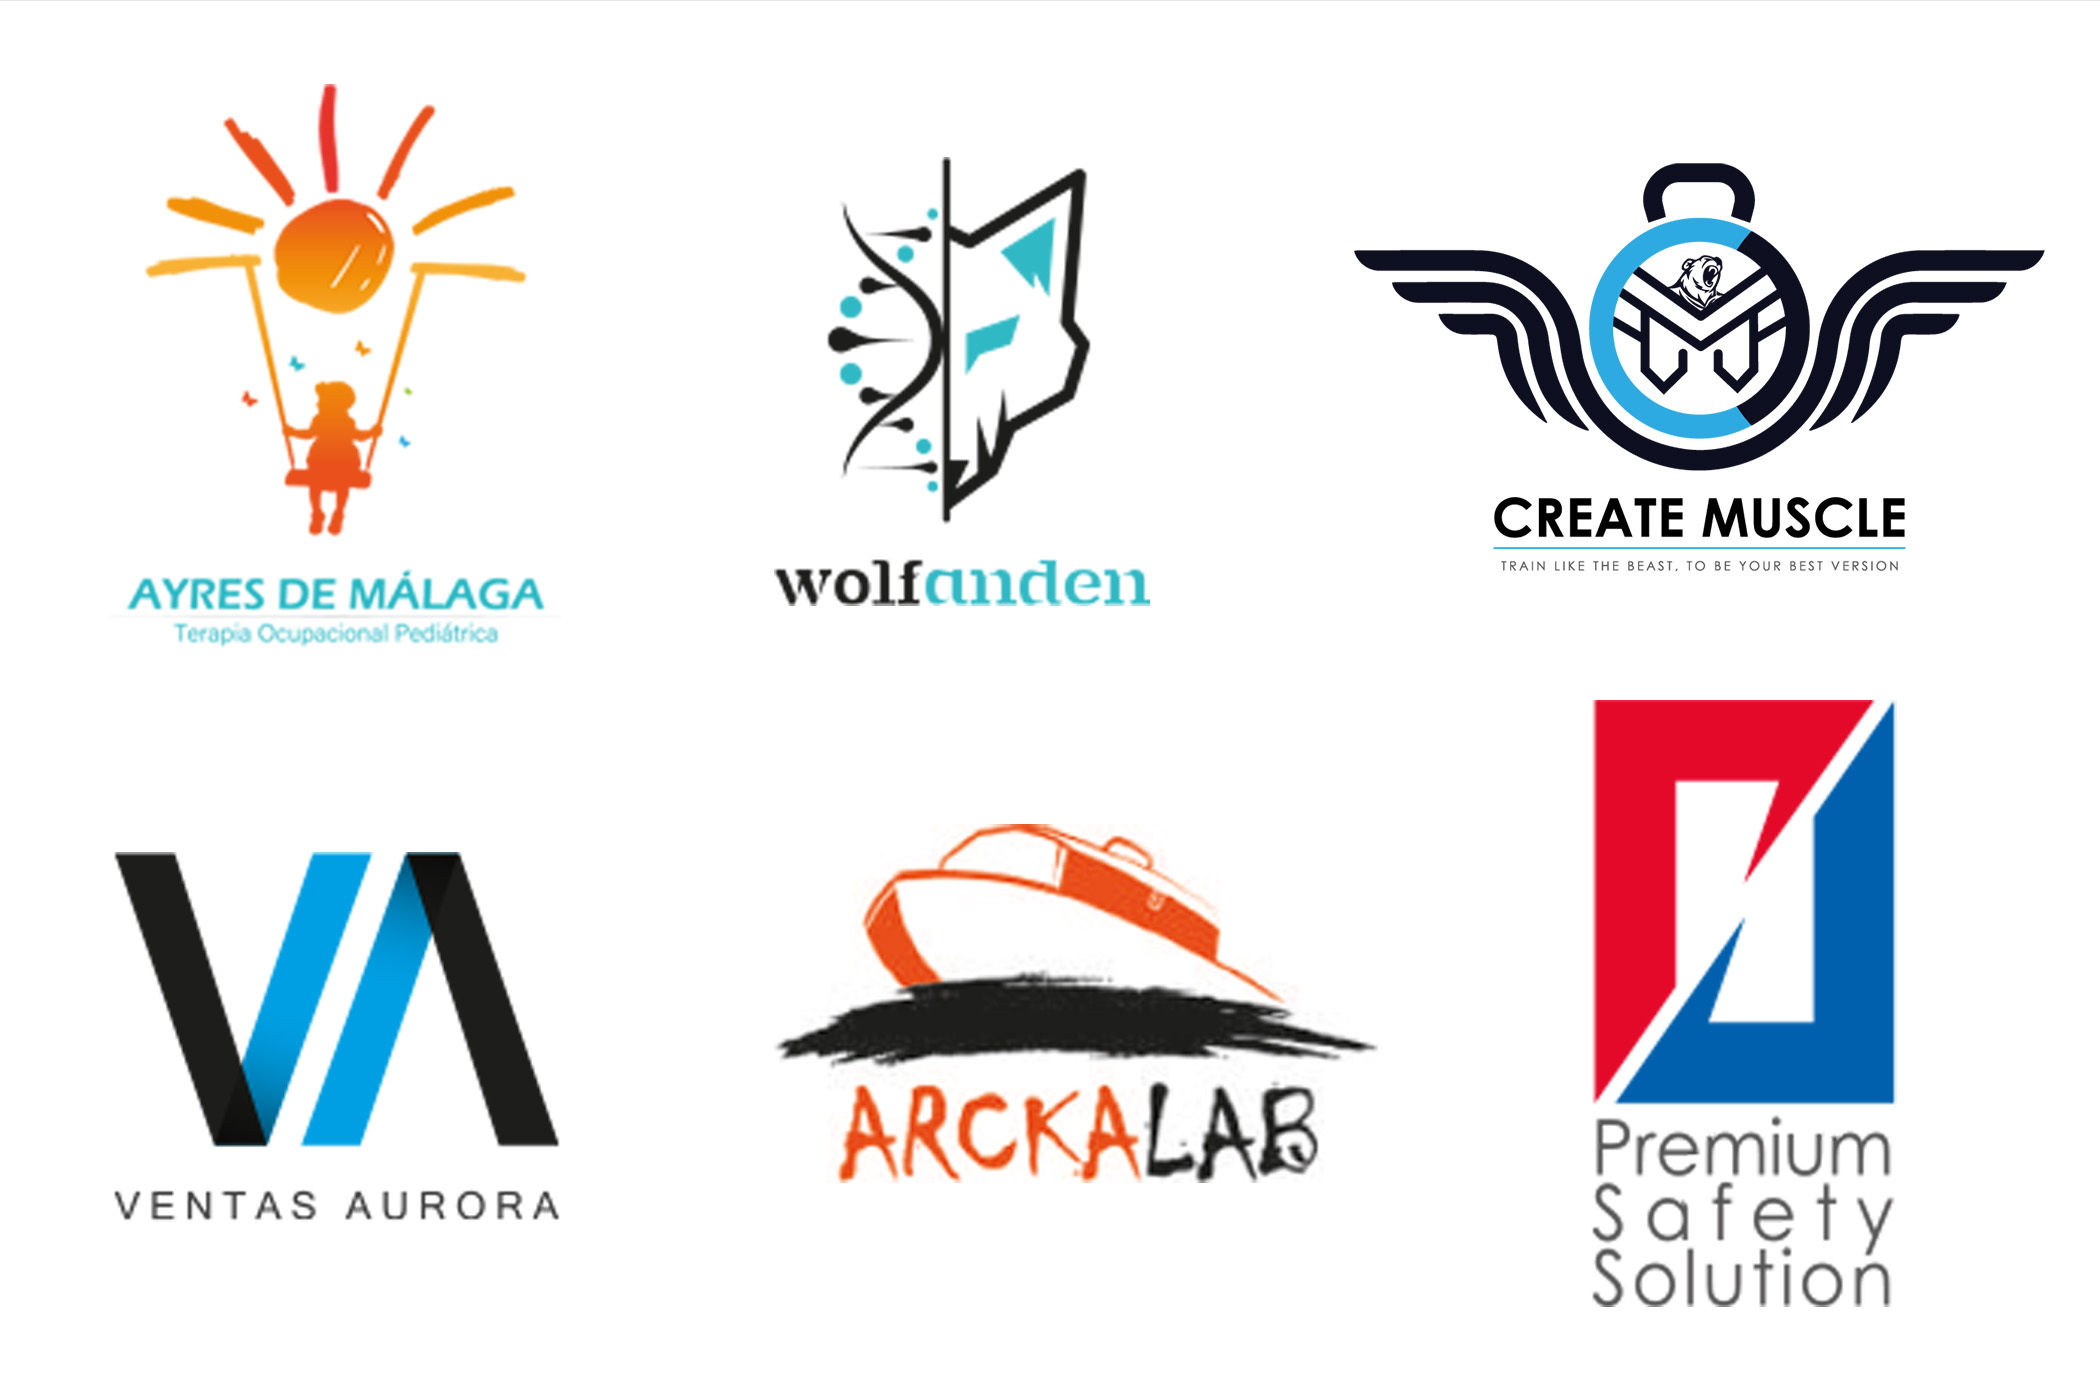 AYRES DE MÁLAGA
Terapia Ocupacional Pediátrica
wolfanden
CREATE MUSCLE
TRAIN LIKE THE BEAST, TO BE YOUR BEST VERSION
VENTAS AURORA
ARCKALAB
Premium
Safety
Solution